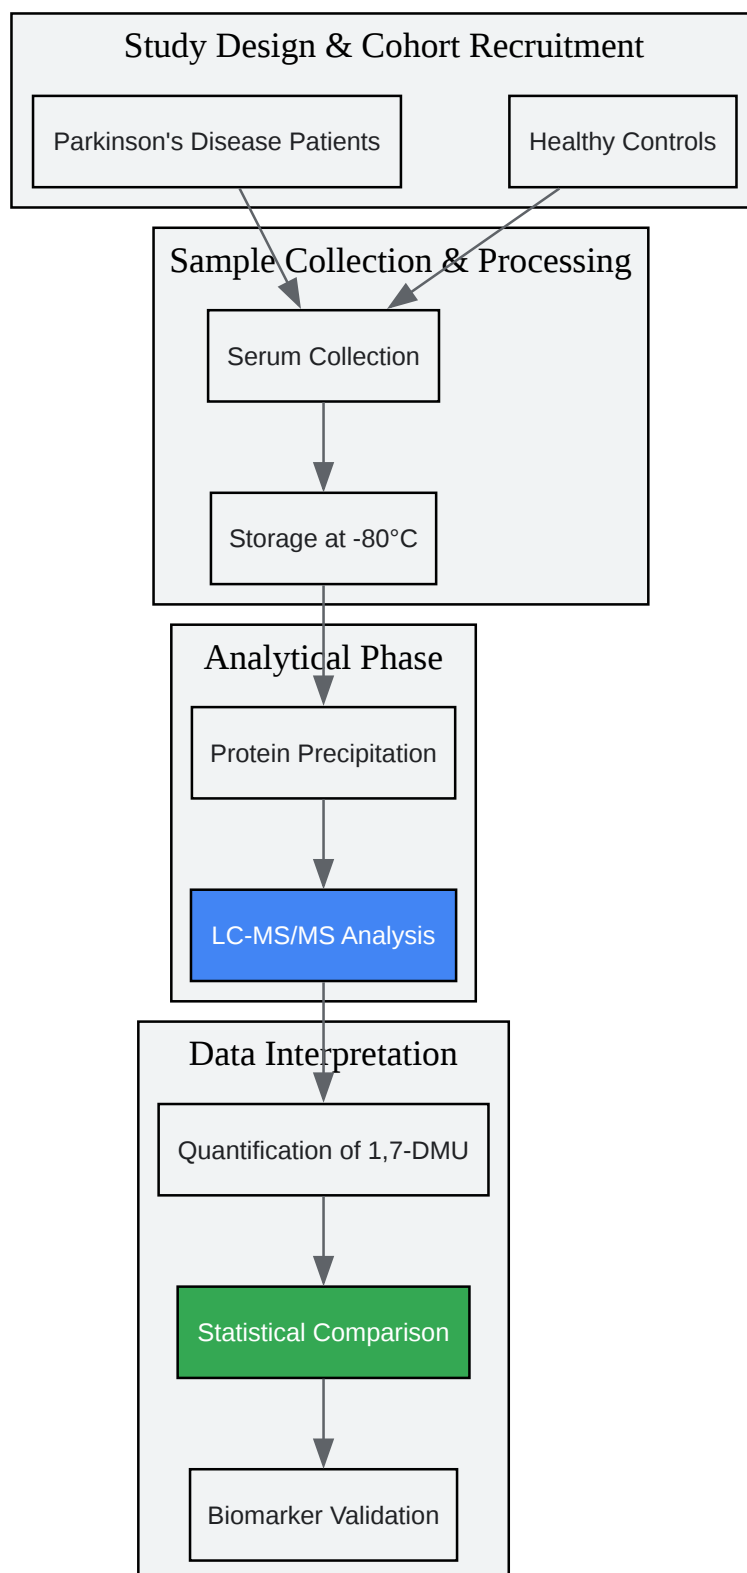 Study Design & Cohort Recruitment
Parkinson's Disease Patients
Healthy Controls
Sample Collection & Processing
Serum Collection
Storage at -80°C
Analytical Phase
Protein Precipitation
LC-MS/MS Analysis
Data Interpretation
Quantification of 1,7-DMU
Statistical Comparison
Biomarker Validation